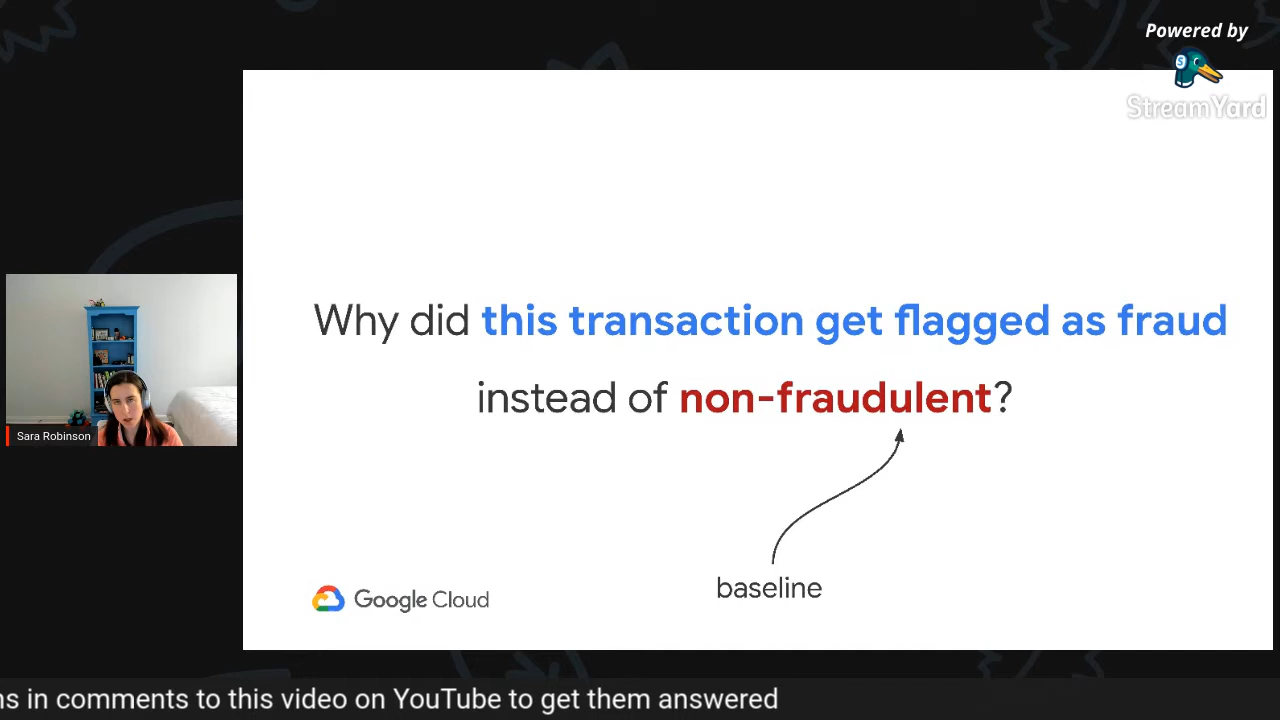 Powered by
StreamYard
Why did this transaction get flagged as fraud
instead of non-fraudulent?
baseline
Google Cloud
Sara Robinson
in comments to this video on YouTube to get them answered